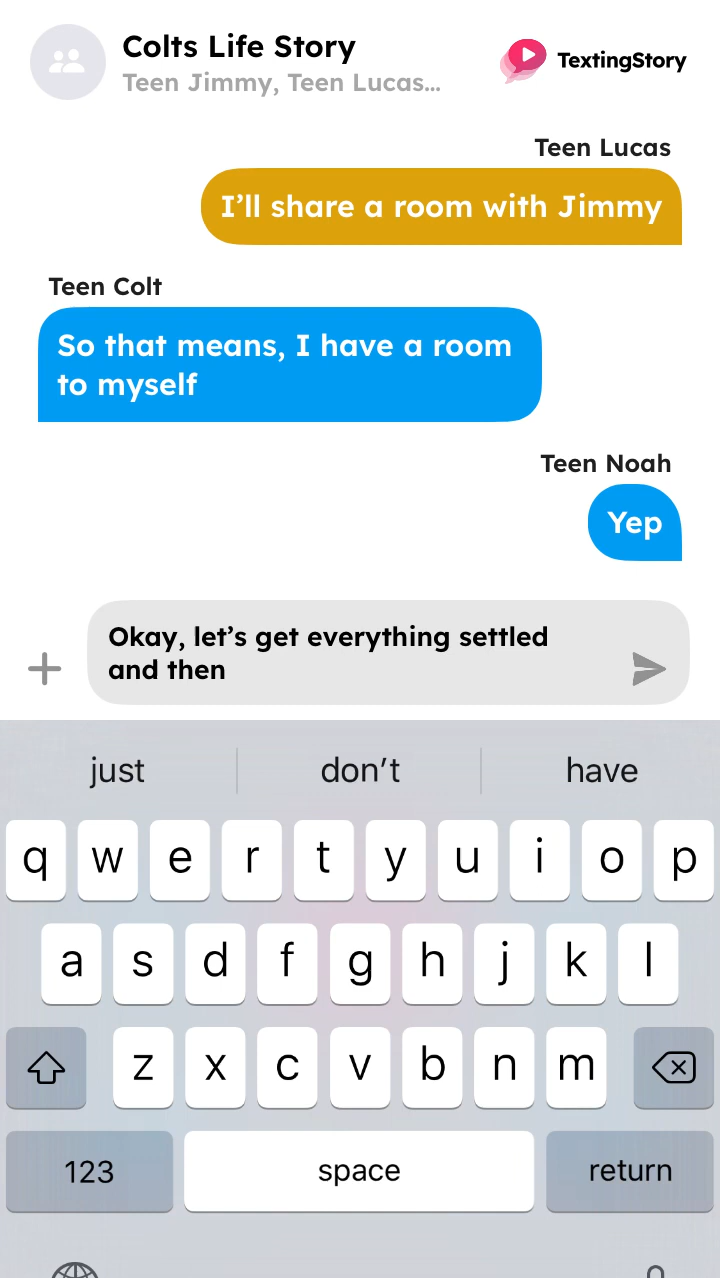 Colts Life Story
Teen Jimmy, Teen Lucas...
TextingStory
Teen Lucas
I’ll share a room with Jimmy
Teen Colt
So that means, I have a room
to myself
Teen Noah
Yep
Okay, let’s get everything settled
and then
just don’t have
q w e r t y u i o p
a s d f g h j k l
z x c v b n m
123 space return